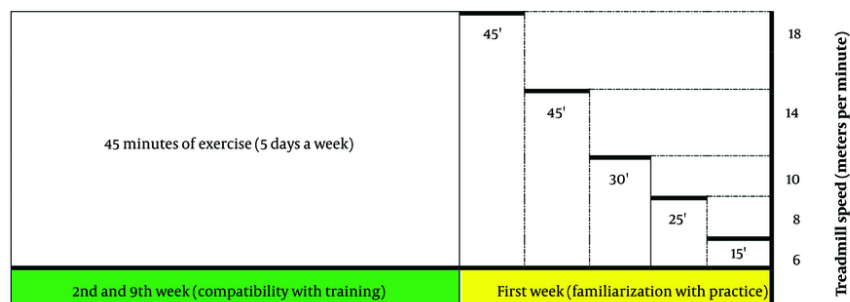 45'
18
45'
14
45 minutes of exercise (5 days a week)
30'
10
25'
8
15'
6
Treadmill speed (meters per minute)
2nd and 9th week (compatibility with training)
First week (familiarization with practice)